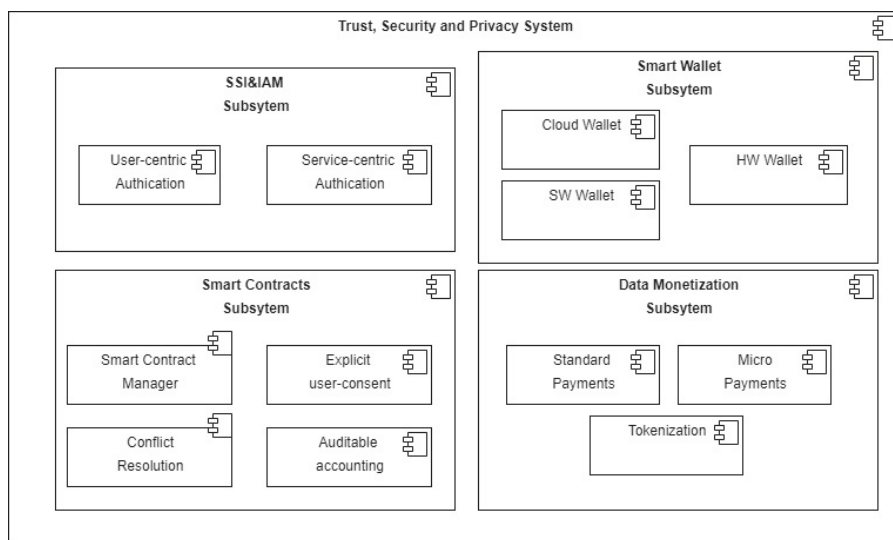 Trust, Security and Privacy System
SSI&IAM
Subsytem
User-centric
Authication
Service-centric
Authication
Smart Wallet
Subsytem
Cloud Wallet
SW Wallet
HW Wallet
Smart Contracts
Subsytem
Smart Contract
Manager
Explicit
user-consent
Conflict
Resolution
Auditable
accounting
Data Monetization
Subsytem
Standard
Payments
Micro
Payments
Tokenization